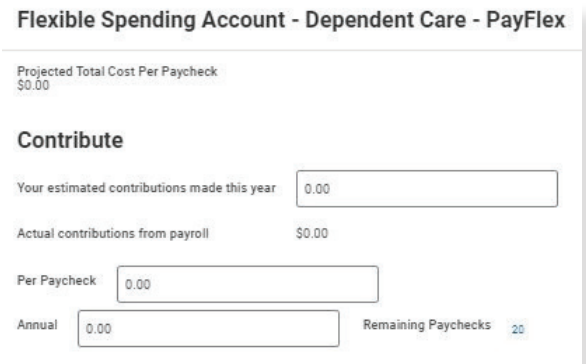 Flexible Spending Account - Dependent Care - PayFlex
Projected Total Cost Per Paycheck
$0.00
Contribute
Your estimated contributions made this year 0.00
Actual contributions from payroll $0.00
Per Paycheck 0.00
Annual 0.00 Remaining Paychecks 20